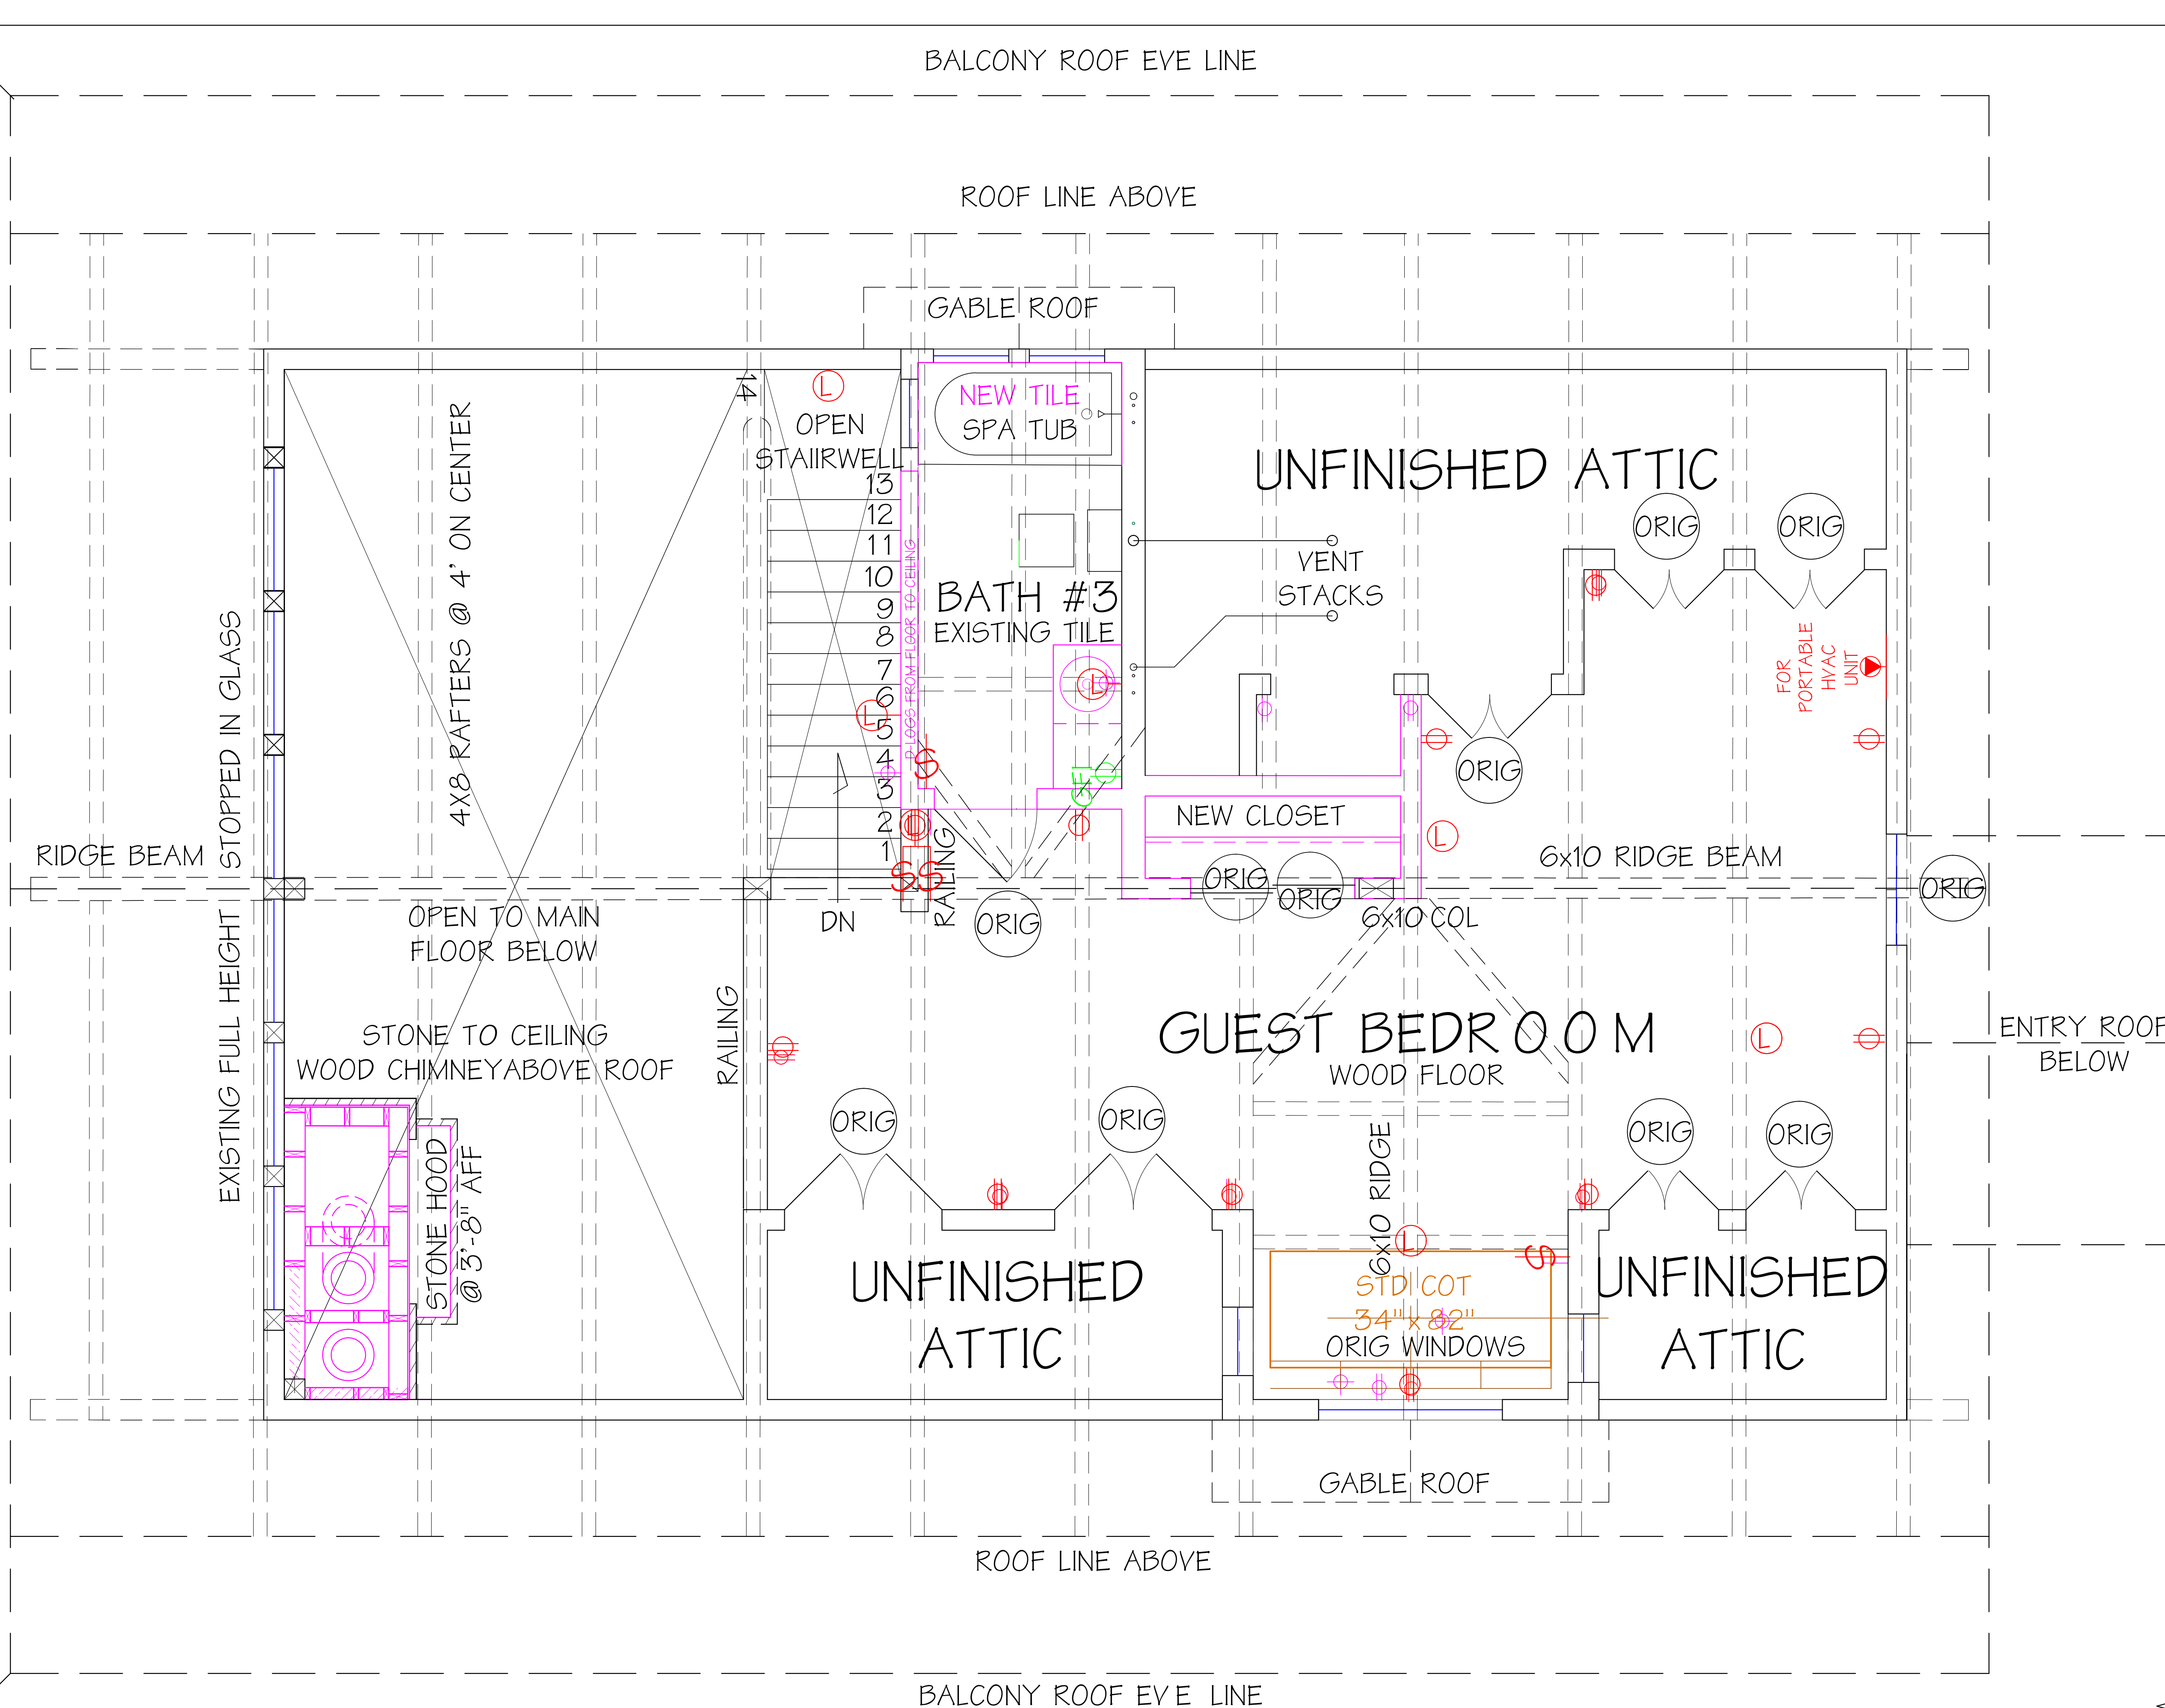 BALCONY ROOF EVE LINE
ROOF LINE ABOVE
GABLE ROOF
14
L
OPEN
STAIIRWELL
NEW TILE
SPA TUB
UNFINISHED ATTIC
ORIG
ORIG
4X8 RAFTERS @ 4' ON CENTER
13
12
11
10
9
8
7
6
5
4
3
2
1
L
LOGS FROM FLOOR TO CEILING
VENT
STACKS
BATH #3
EXISTING TILE
L
S
GFI
FOR
PORTABLE
HVAC
UNIT
ORIG
EXISTING FULL HEIGHT STOPPED IN GLASS
NEW CLOSET
L
L
RIDGE BEAM
6x10 RIDGE BEAM
S
S
RAILING
ORIG
ORIG
ORIG
OPEN TO MAIN
FLOOR BELOW
DN
ORIG
6x10 COL
STONE TO CEILING
WOOD CHIMNEYABOVE ROOF
RAILING
GUEST BEDROOM
WOOD FLOOR
L
ENTRY ROOF
BELOW
ORIG
ORIG
ORIG
ORIG
STONE HOOD
@ 3'-8" AFF
6x10 RIDGE
L
S
UNFINISHED
ATTIC
STD COT
34" x 82"
ORIG WINDOWS
UNFINISHED
ATTIC
GABLE ROOF
ROOF LINE ABOVE
BALCONY ROOF EVE LINE